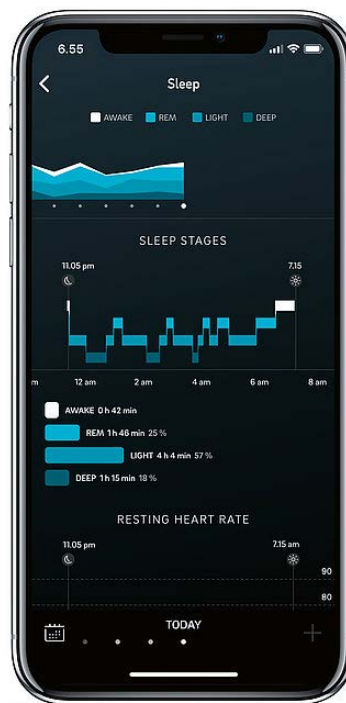 6.55
Sleep
AWAKE REM LIGHT DEEP
SLEEP STAGES
11.05 pm 7.15
m 12 am 2 am 4 am 6 am 8 am
AWAKE 0 h 42 min
REM 1 h 46 min 25 %
LIGHT 4 h 4 min 57 %
DEEP 1 h 15 min 18 %
RESTING HEART RATE
11.05 pm 7.15 am
90
80
TODAY